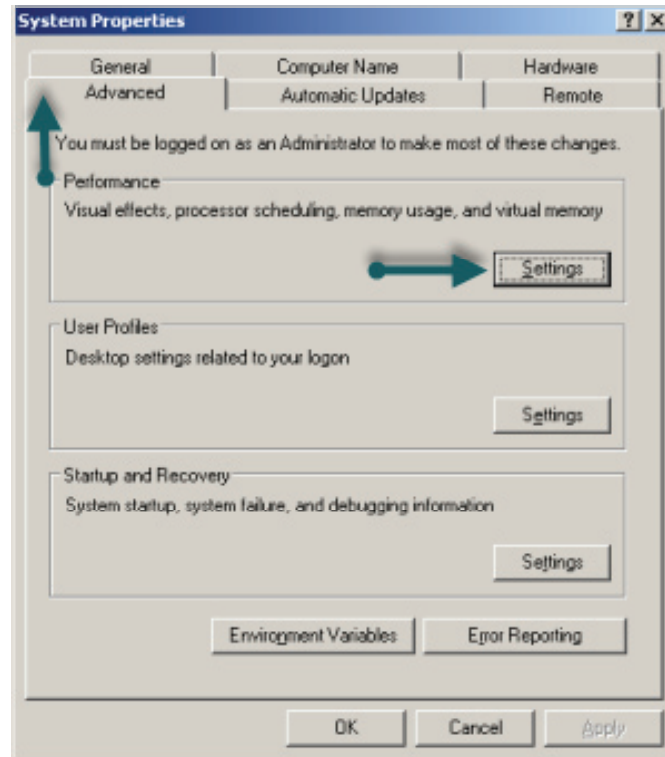 System Properties
? X
General Computer Name Hardware
Advanced Automatic Updates Remote
You must be logged on as an Administrator to make most of these changes.
Performance
Visual effects, processor scheduling, memory usage, and virtual memory
Settings
User Profiles
Desktop settings related to your logon
Settings
Startup and Recovery
System startup, system failure, and debugging information
Settings
Environment Variables Error Reporting
OK Cancel Apply